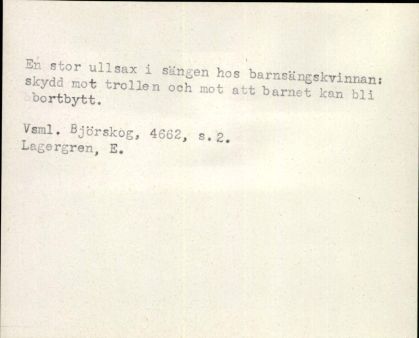 En stor ullsax i sängen hos barnsängskvinnan:
skydd mot trollen och mot att barnet kan bli
bortbytt.
Vsml. Björskog, 4662, s. 2.
Lagergren, E.